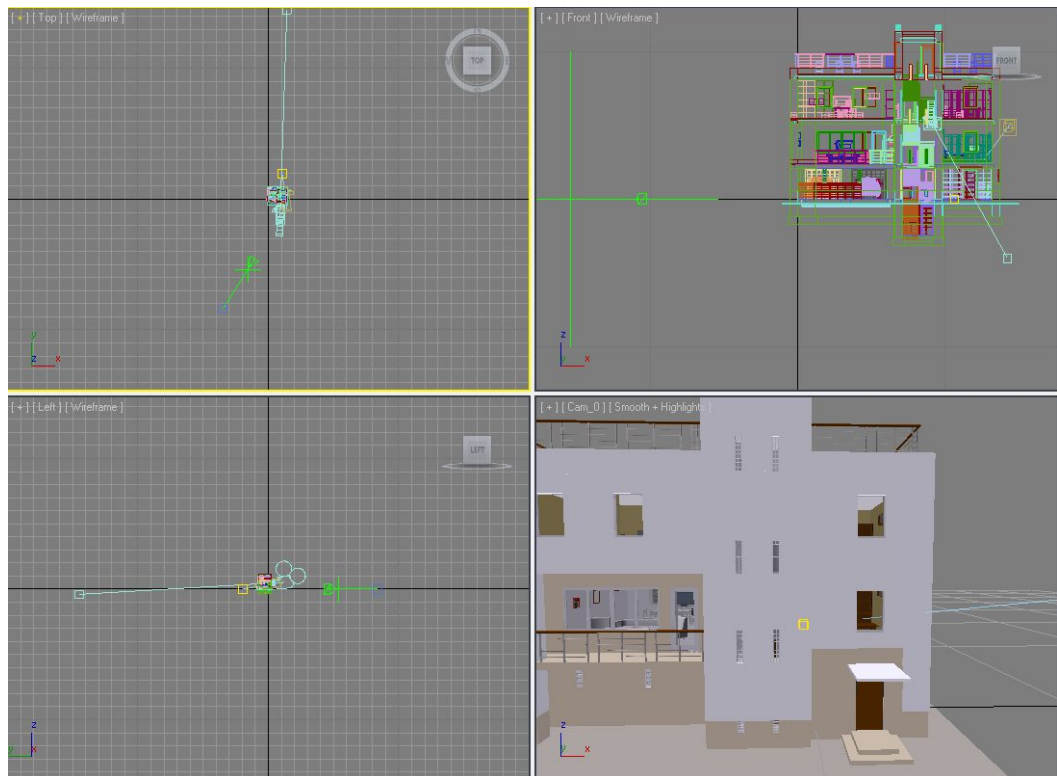 [ + ] [ Top ] [ Wireframe ]
TOP
y
z x
[ + ] [ Front ] [ Wireframe ]
FRONT
z
y x
[ + ] [ Left ] [ Wireframe ]
LEFT
z
y x
[ + ] [ Cam_0 ] [ Smooth + Highlights ]
z
y x